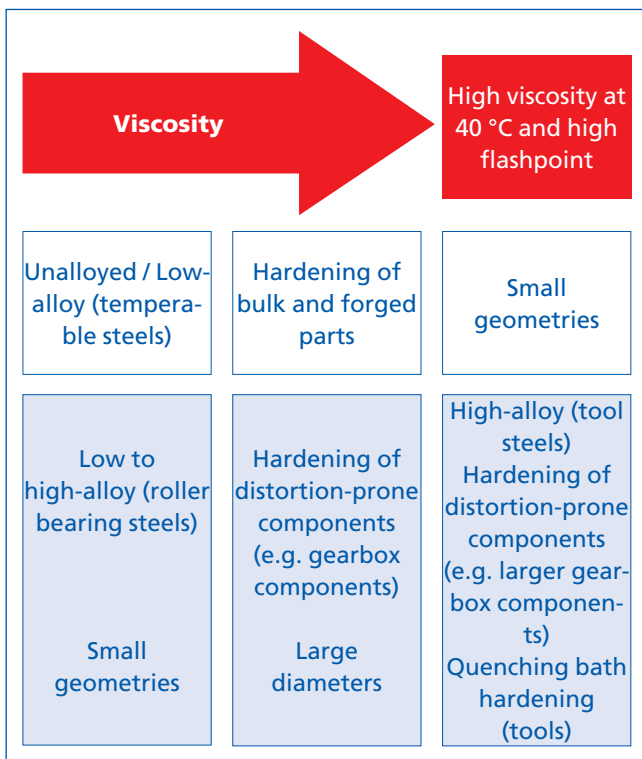 Viscosity
High viscosity at
40 °C and high
flashpoint
Unalloyed / Low-
alloy (tempera-
ble steels)
Hardening of
bulk and forged
parts
Small
geometries
Low to
high-alloy (roller
bearing steels)
Small
geometries
Hardening of
distortion-prone
components
(e.g. gearbox
components)
Large
diameters
High-alloy (tool
steels)
Hardening of
distortion-prone
components
(e.g. larger gear-
box componen-
ts)
Quenching bath
hardening
(tools)